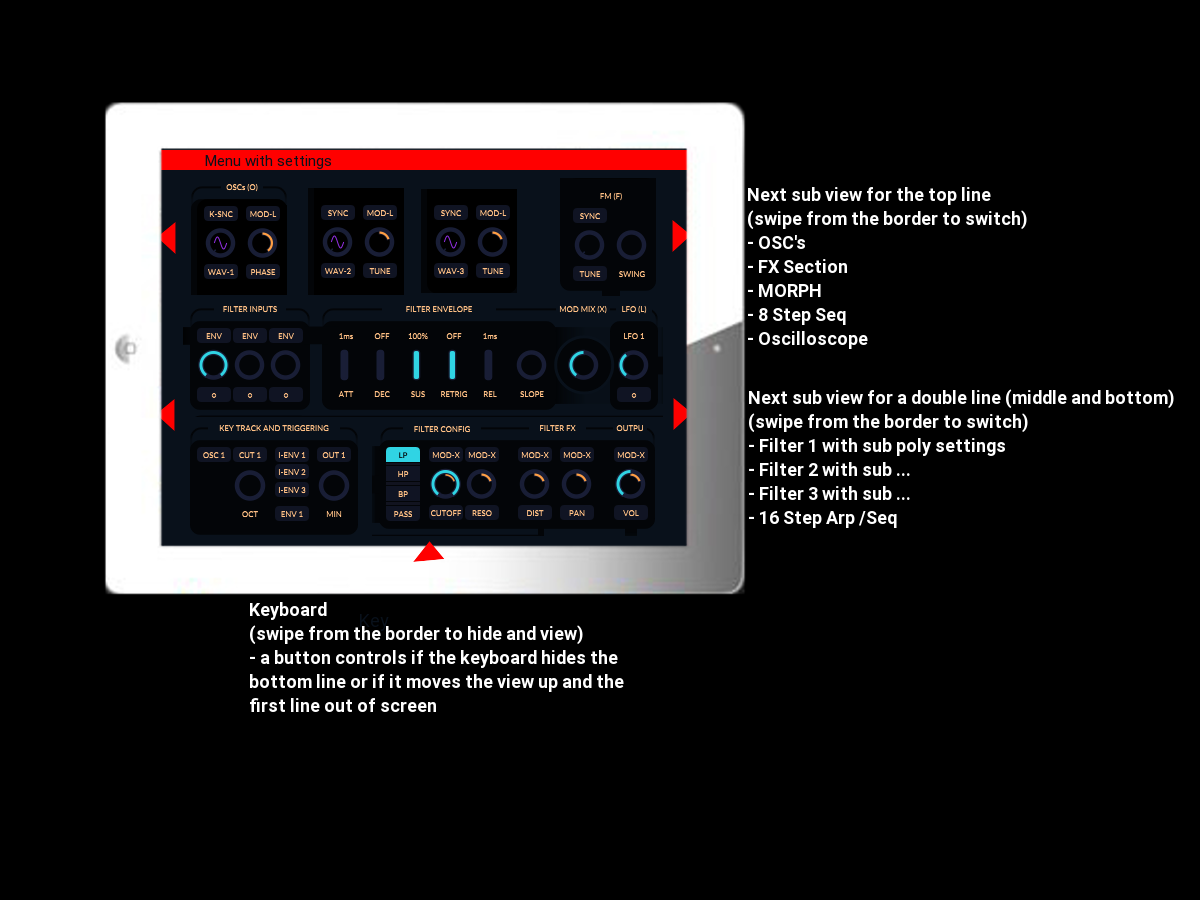 Menu with settings
OSCs (O)
FM (F)
K-SNC MOD-L SYNC MOD-L SYNC MOD-L SYNC
WAV-1 PHASE WAV-2 TUNE WAV-3 TUNE TUNE SWING
FILTER INPUTS FILTER ENVELOPE MOD MIX (X) LFO (L)
ENV ENV ENV 1ms OFF 100% OFF 1ms LFO 1
0 0 0 ATT DEC SUS RETRIG REL SLOPE 0
KEY TRACK AND TRIGGERING FILTER CONFIG FILTER FX OUTPU
OSC 1 CUT 1 I-ENV 1 OUT 1 LP MOD-X MOD-X MOD-X MOD-X MOD-X
I-ENV 2 HP
I-ENV 3 BP
OCT ENV 1 MIN PASS CUTOFF RESO DIST PAN VOL
Next sub view for the top line
(swipe from the border to switch)
- OSC's
- FX Section
- MORPH
- 8 Step Seq
- Oscilloscope
Next sub view for a double line (middle and bottom)
(swipe from the border to switch)
- Filter 1 with sub poly settings
- Filter 2 with sub ...
- Filter 3 with sub ...
- 16 Step Arp /Seq
Keyboard
Key
(swipe from the border to hide and view)
- a button controls if the keyboard hides the
bottom line or if it moves the view up and the
first line out of screen